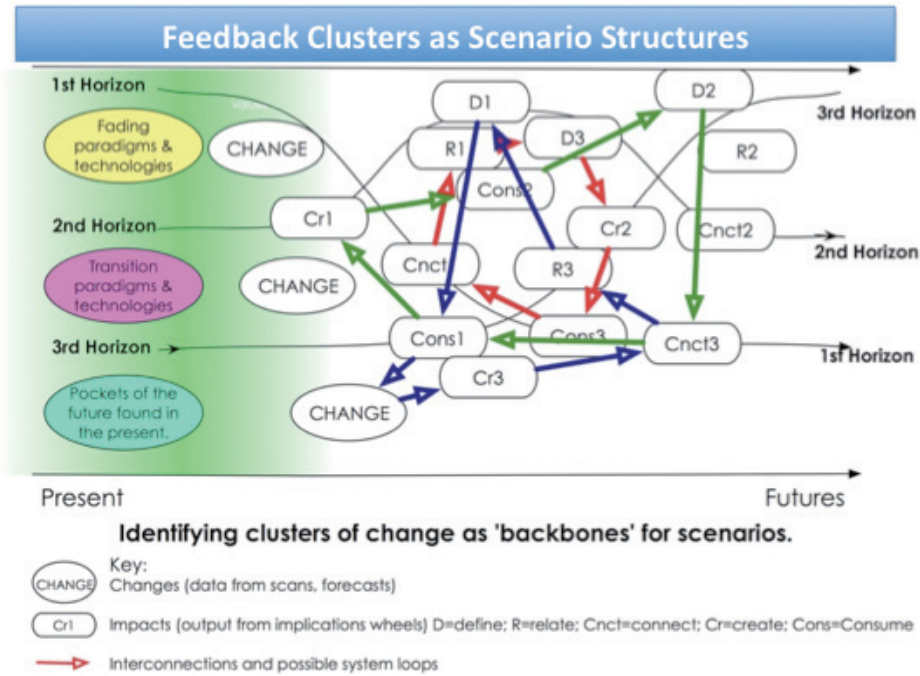 Feedback Clusters as Scenario Structures
1st Horizon
Fading
paradigms &
technologies
CHANGE
D1
D2
3rd Horizon
R1
D3
R2
Cons2
Cr1
2nd Horizon
Cr2
Cnct2
2nd Horizon
Transition
paradigms &
technologies
CHANGE
Cnct
R3
3rd Horizon
Cons1
Cons3
Cnct3
1st Horizon
Cr3
Pockets of the
future found in
the present.
CHANGE
Present
Futures
Identifying clusters of change as 'backbones' for scenarios.
Key:
CHANGE
Changes (data from scans, forecasts)
Cr1
Impacts (output from implications wheels) D=define; R=relate; Cnct=connect; Cr=create; Cons=Consume
Interconnections and possible system loops